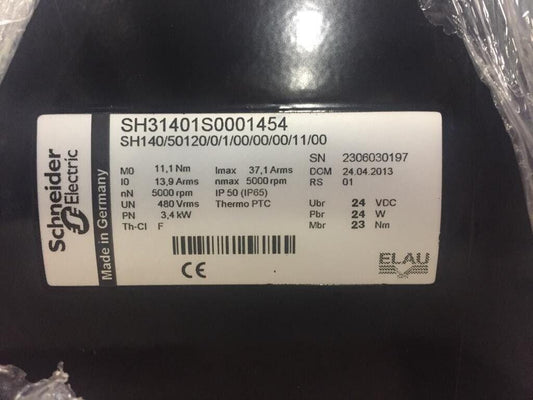 Schneider
Electric
Made in Germany
SH31401S0001454
SH140/50120/0/1/00/00/00/11/00
SN 2306030197
M0 11,1 Nm Imax 37,1 Arms DCM 24.04.2013
I0 13,9 Arms nmax 5000 rpm RS 01
nN 5000 rpm IP 50 (IP65)
UN 480 Vrms Thermo PTC Ubr 24 VDC
PN 3,4 kW Pbr 24 W
Th-Cl F Mbr 23 Nm
CE
ELAU